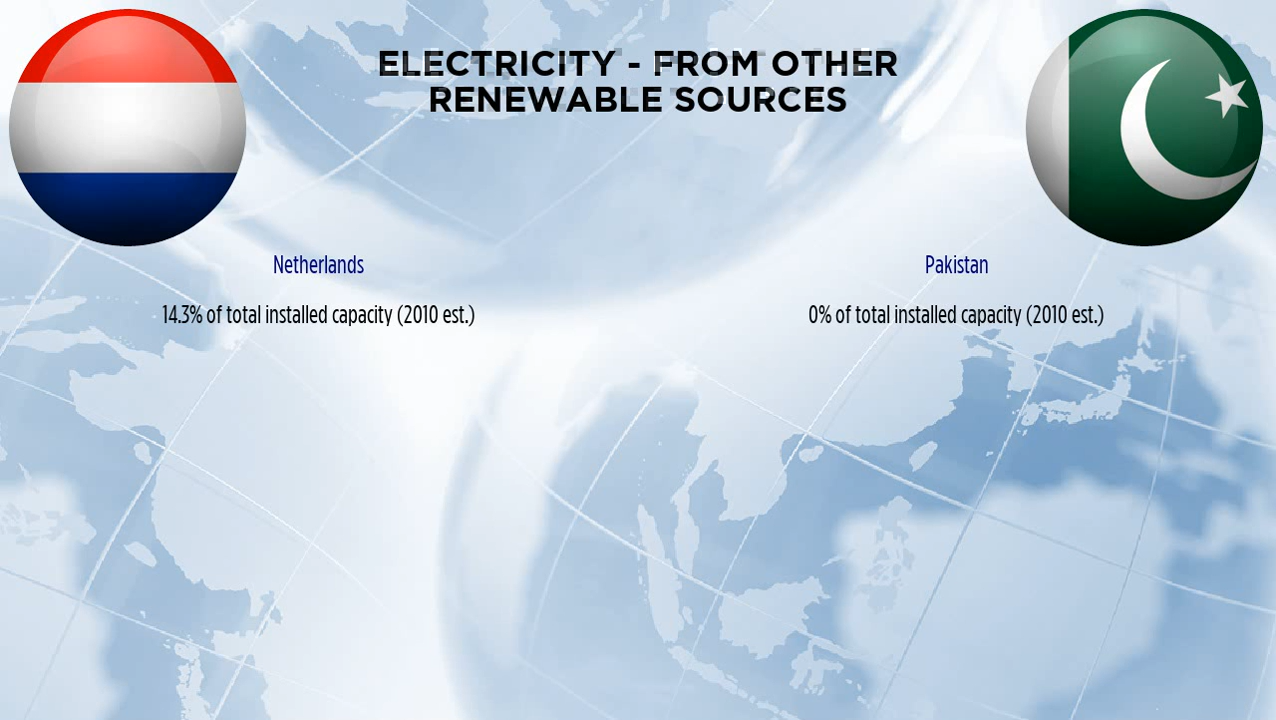 ELECTRICITY - FROM OTHER
RENEWABLE SOURCES
Netherlands
14.3% of total installed capacity (2010 est.)
Pakistan
0% of total installed capacity (2010 est.)